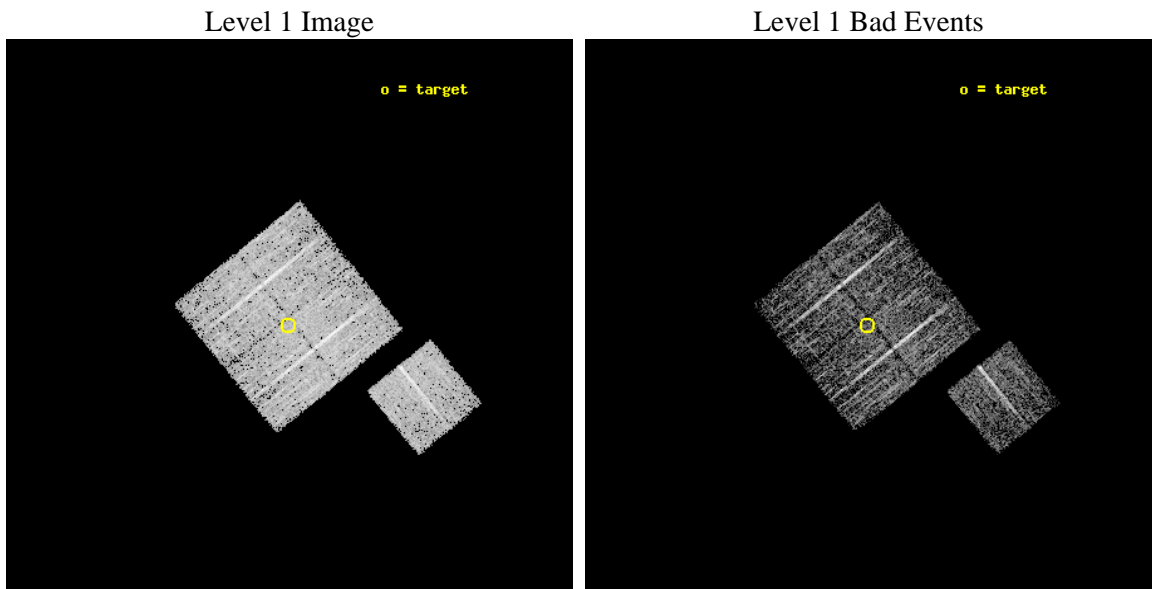 Level 1 Image
Level 1 Bad Events
o = target
o = target